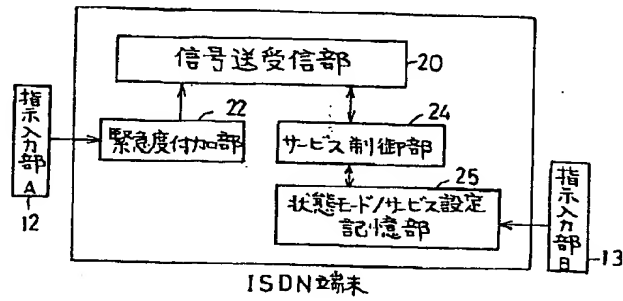 信号送受信部
20
22
24
指示入力部A
緊急度付加部
サービス制御部
25
12
状態モード/サービス設定
記憶部
指示入力部B
13
ISDN端末